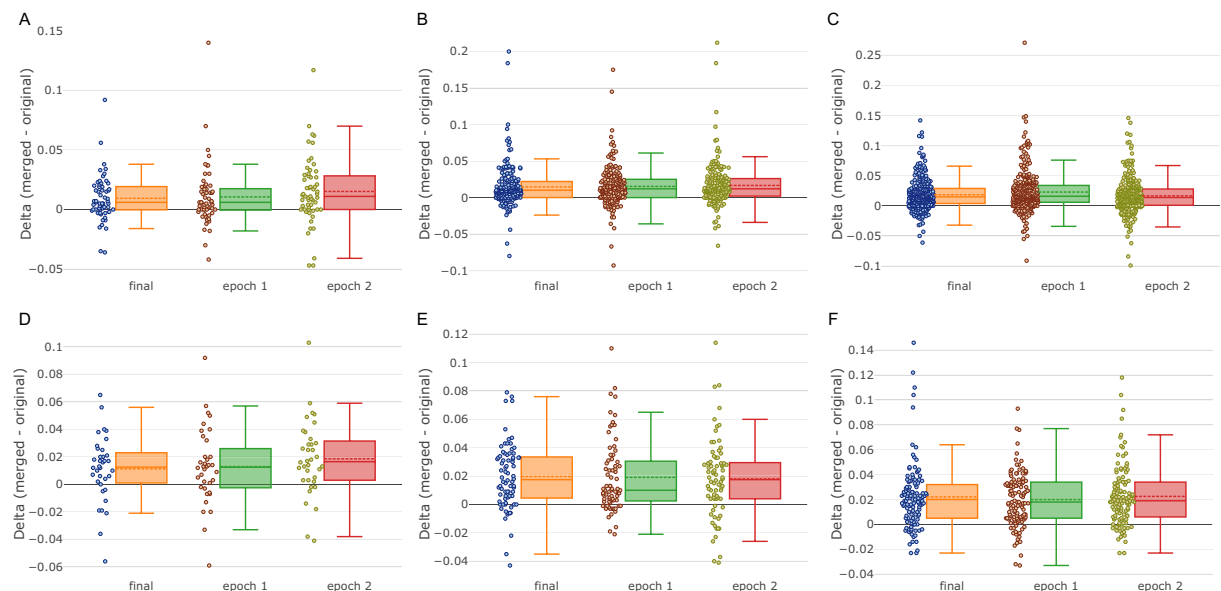 A
Delta (merged - original)
0.15
0.1
0.05
0
−0.05
final
epoch 1
epoch 2
B
Delta (merged - original)
0.2
0.15
0.1
0.05
0
−0.05
−0.1
final
epoch 1
epoch 2
C
Delta (merged - original)
0.25
0.2
0.15
0.1
0.05
0
−0.05
−0.1
final
epoch 1
epoch 2
D
Delta (merged - original)
0.1
0.08
0.06
0.04
0.02
0
−0.02
−0.04
−0.06
final
epoch 1
epoch 2
E
Delta (merged - original)
0.12
0.1
0.08
0.06
0.04
0.02
0
−0.02
−0.04
final
epoch 1
epoch 2
F
Delta (merged - original)
0.14
0.12
0.1
0.08
0.06
0.04
0.02
0
−0.02
−0.04
final
epoch 1
epoch 2